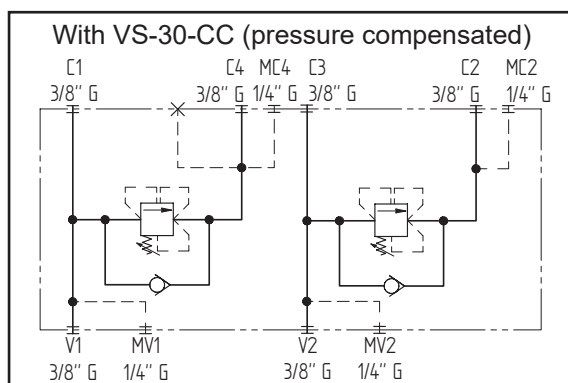 With VS-30-CC (pressure compensated)
C1 C4 MC4 C3 C2 MC2
3/8" G 3/8" G 1/4" G 3/8" G 3/8" G 1/4" G
V1 MV1 V2 MV2
3/8" G 1/4" G 3/8" G 1/4" G